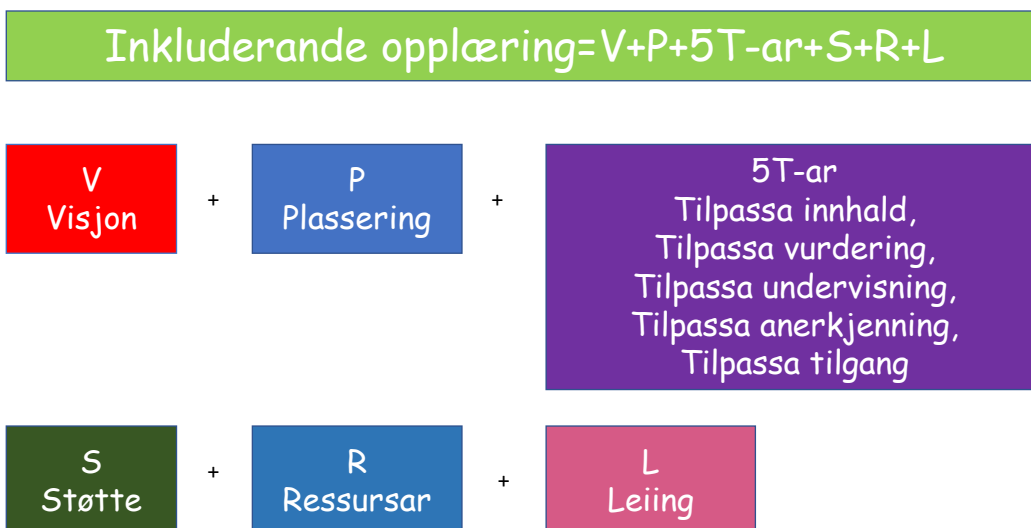 Inkluderande opplæring=V+P+5T-ar+S+R+L
V
Visjon
+
P
Plassering
+
5T-ar
Tilpassa innhald,
Tilpassa vurdering,
Tilpassa undervisning,
Tilpassa anerkjenning,
Tilpassa tilgang
S
Støtte
+
R
Ressursar
+
L
Leiing